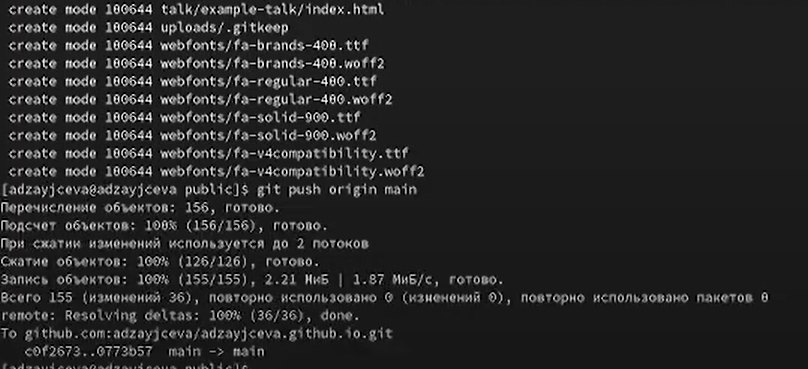 create mode 100644 talk/example-talk/index.html
create mode 100644 uploads/.gitkeep
create mode 100644 webfonts/fa-brands-400.ttf
create mode 100644 webfonts/fa-brands-400.woff2
create mode 100644 webfonts/fa-regular-400.ttf
create mode 100644 webfonts/fa-regular-400.woff2
create mode 100644 webfonts/fa-solid-900.ttf
create mode 100644 webfonts/fa-solid-900.woff2
create mode 100644 webfonts/fa-v4compatibility.ttf
create mode 100644 webfonts/fa-v4compatibility.woff2
[adzayjceva@adzayjceva public]$ git push origin main
Перечисление объектов: 156, готово.
Подсчет объектов: 100% (156/156), готово.
При сжатии изменений используется до 2 потоков
Сжатие объектов: 100% (126/126), готово.
Запись объектов: 100% (155/155), 2.21 МиБ | 1.87 МиБ/с, готово.
Всего 155 (изменений 36), повторно использовано 0 (изменений 0), повторно использовано пакетов 0
remote: Resolving deltas: 100% (36/36), done.
To github.com:adzayjceva/adzayjceva.github.io.git
c0f2673..0773b57 main -> main
[adzayjceva@adzayjceva public]$